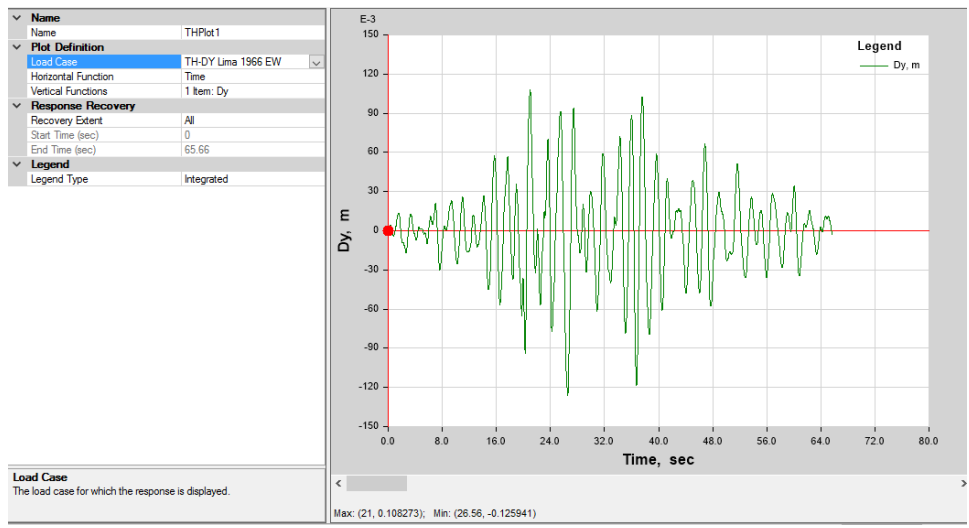 Name
Name THPlot1
Plot Definition
Load Case TH-DY Lima 1966 EW
Horizontal Function Time
Vertical Functions 1 Item: Dy
Response Recovery
Recovery Extent All
Start Time (sec) 0
End Time (sec) 65.66
Legend
Legend Type Integrated
Load Case
The load case for which the response is displayed.
E-3
150
120
90
60
30
0
-30
-60
-90
-120
-150
Dy, m
Legend
Dy, m
0.0 8.0 16.0 24.0 32.0 40.0 48.0 56.0 64.0 72.0 80.0
Time, sec
Max: (21, 0.108273); Min: (26.56, -0.125941)